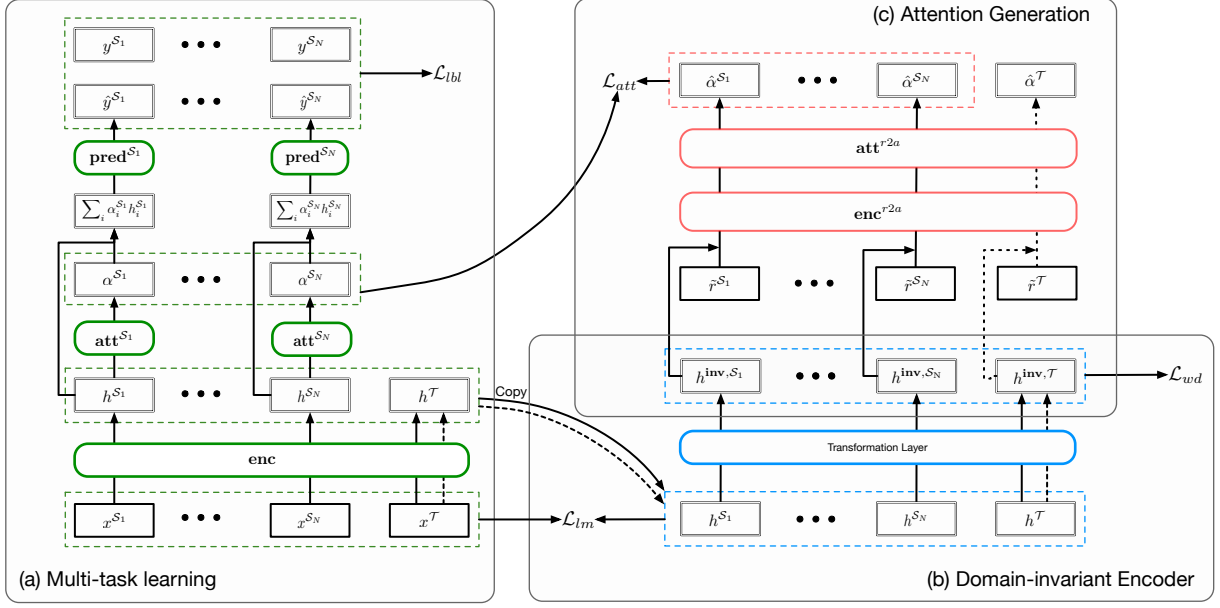 y^{S_1} • • • y^{S_N}
L_{lbl}
ŷ^{S_1} • • • ŷ^{S_N}
pred^{S_1} pred^{S_N}
∑_i α_i^{S_1} h_i^{S_1} ∑_i α_i^{S_N} h_i^{S_N}
α^{S_1} • • • α^{S_N}
att^{S_1} att^{S_N}
h^{S_1} • • • h^{S_N} h^T
Copy
enc
x^{S_1} • • • x^{S_N} x^T
(a) Multi-task learning
L_{lm}
(c) Attention Generation
L_{att}
α̂^{S_1} • • • α̂^{S_N} α̂^T
att^{r2a}
enc^{r2a}
r̃^{S_1} • • • r̃^{S_N} r̃^T
h^{inv,S_1} • • • h^{inv,S_N} h^{inv,T}
L_{wd}
Transformation Layer
h^{S_1} • • • h^{S_N} h^T
(b) Domain-invariant Encoder